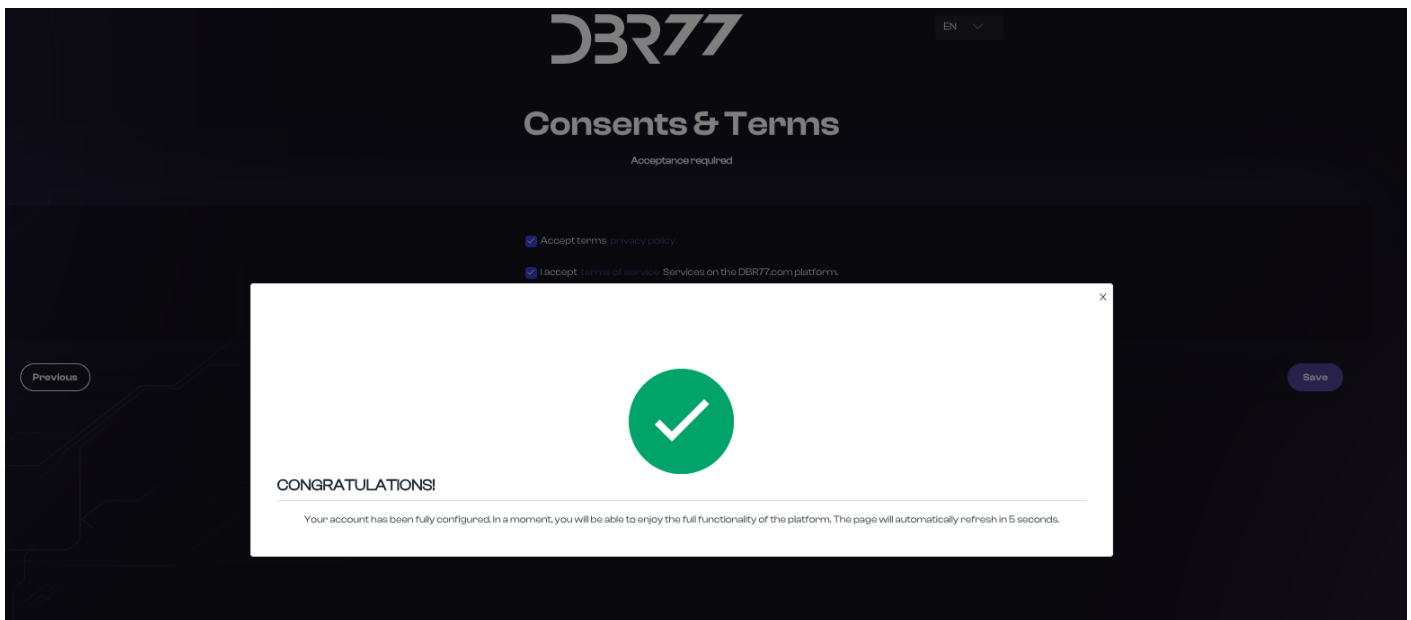 DBR77
EN
Consents & Terms
Acceptance required
Accept terms privacy policy.
I accept terms of service Services on the DBR77.com platform.
X
Previous
Save
CONGRATULATIONS!
Your account has been fully configured. In a moment, you will be able to enjoy the full functionality of the platform. The page will automatically refresh in 5 seconds.